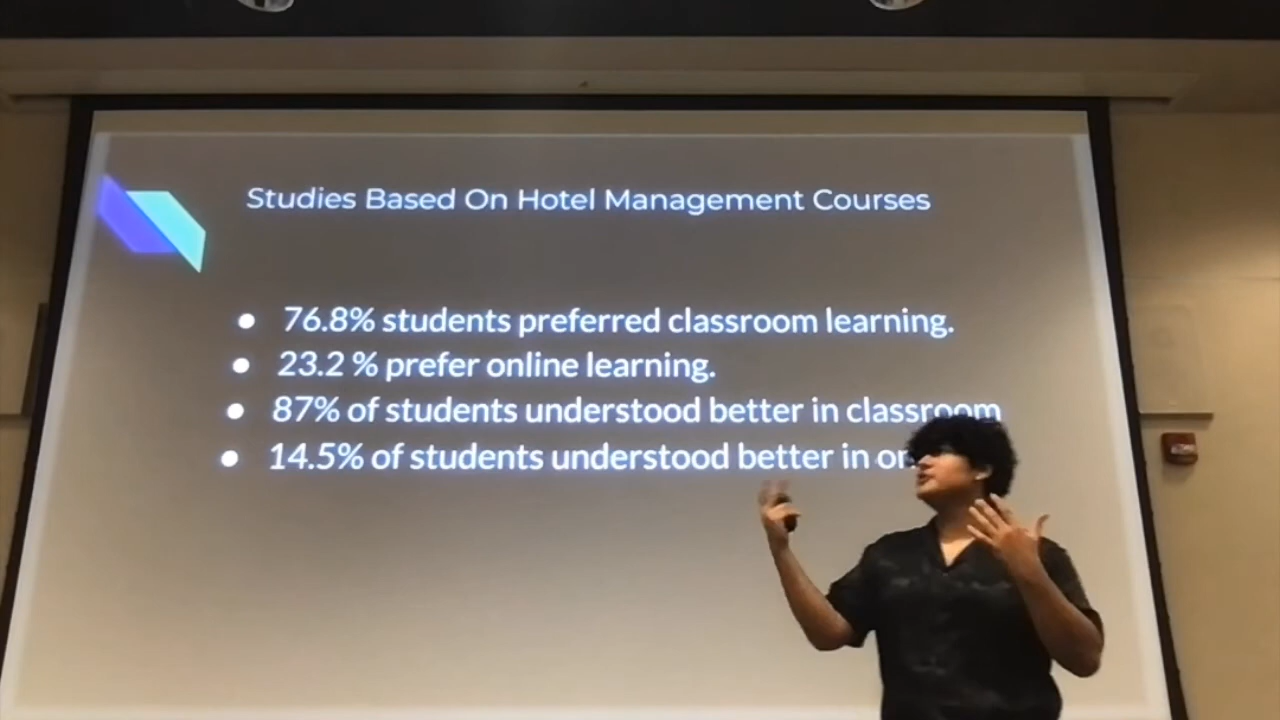 Studies Based On Hotel Management Courses
● 76.8% students preferred classroom learning.
● 23.2 % prefer online learning.
● 87% of students understood better in classroom
● 14.5% of students understood better in